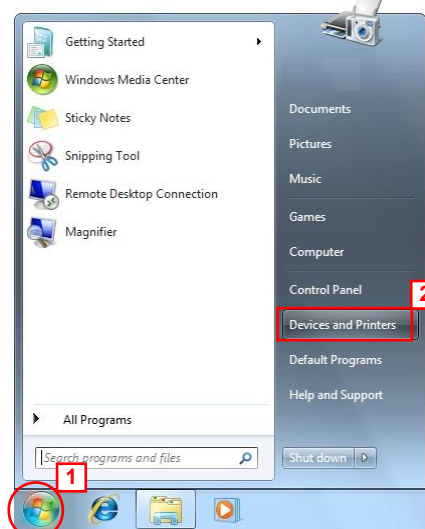 Getting Started
Windows Media Center
Sticky Notes
Snipping Tool
Remote Desktop Connection
Magnifier
All Programs
Search programs and files
Documents
Pictures
Music
Games
Computer
Control Panel
2
Devices and Printers
Default Programs
Help and Support
Shut down
1